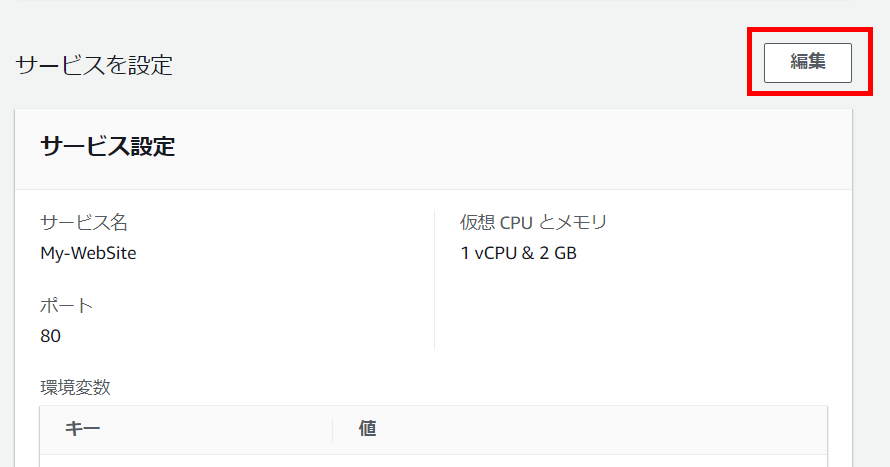 サービスを設定
編集
サービス設定
サービス名
My-WebSite
仮想 CPU とメモリ
1 vCPU & 2 GB
ポート
80
環境変数
キー
値